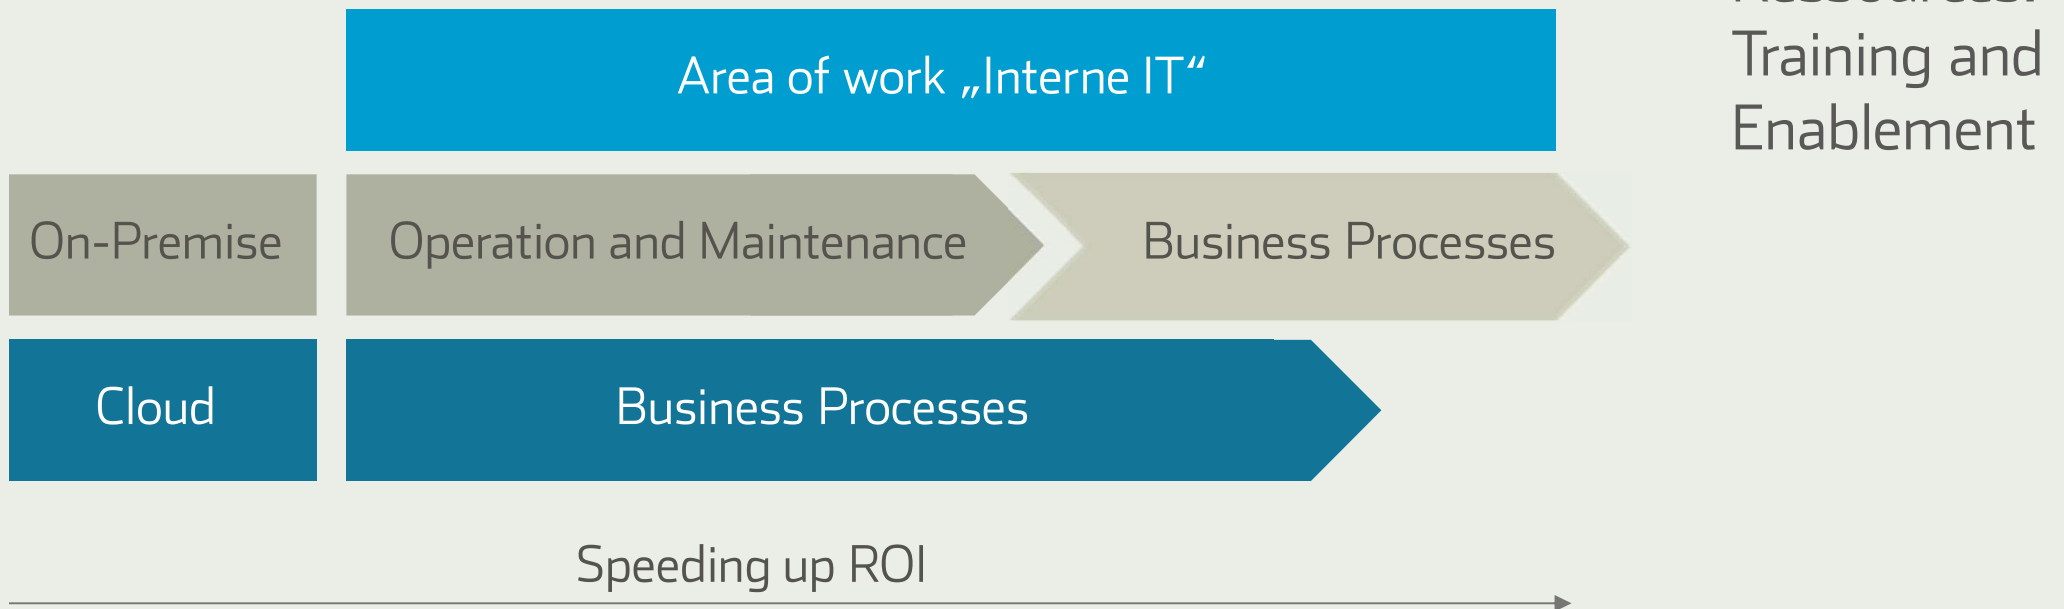 Area of work „Interne IT“
Training and
Enablement
On-Premise
Operation and Maintenance
Business Processes
Cloud
Business Processes
Speeding up ROI